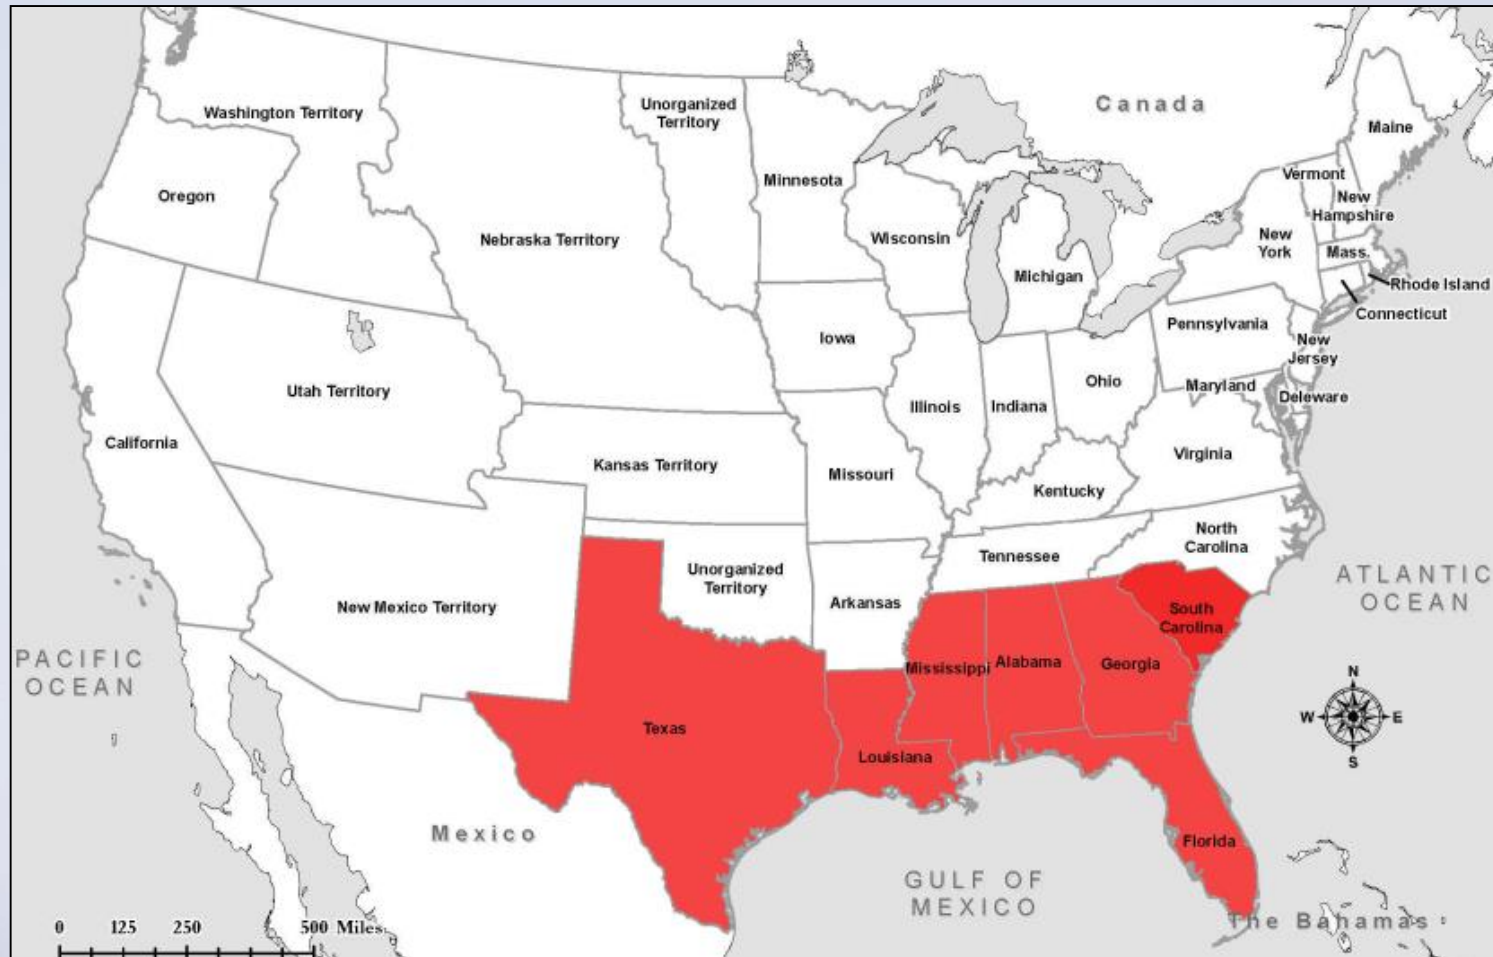 Canada
Washington Territory
Unorganized
Territory
Maine
Minnesota
Vermont
Oregon
New
Hampshire
Nebraska Territory
Wisconsin
New
York
Mass.
Michigan
Rhode Island
Connecticut
Pennsylvania
Iowa
New
Jersey
Utah Territory
Ohio
Maryland
Deleware
Illinois
Indiana
California
Virginia
Kansas Territory
Missouri
Kentucky
North
Carolina
Tennessee
Unorganized
Territory
ATLANTIC
OCEAN
New Mexico Territory
Arkansas
South
Carolina
PACIFIC
OCEAN
Mississippi
Alabama
Georgia
N
W
E
S
Texas
Louisiana
Mexico
Florida
GULF OF
MEXICO
The Bahamas
0 125 250 500 Miles